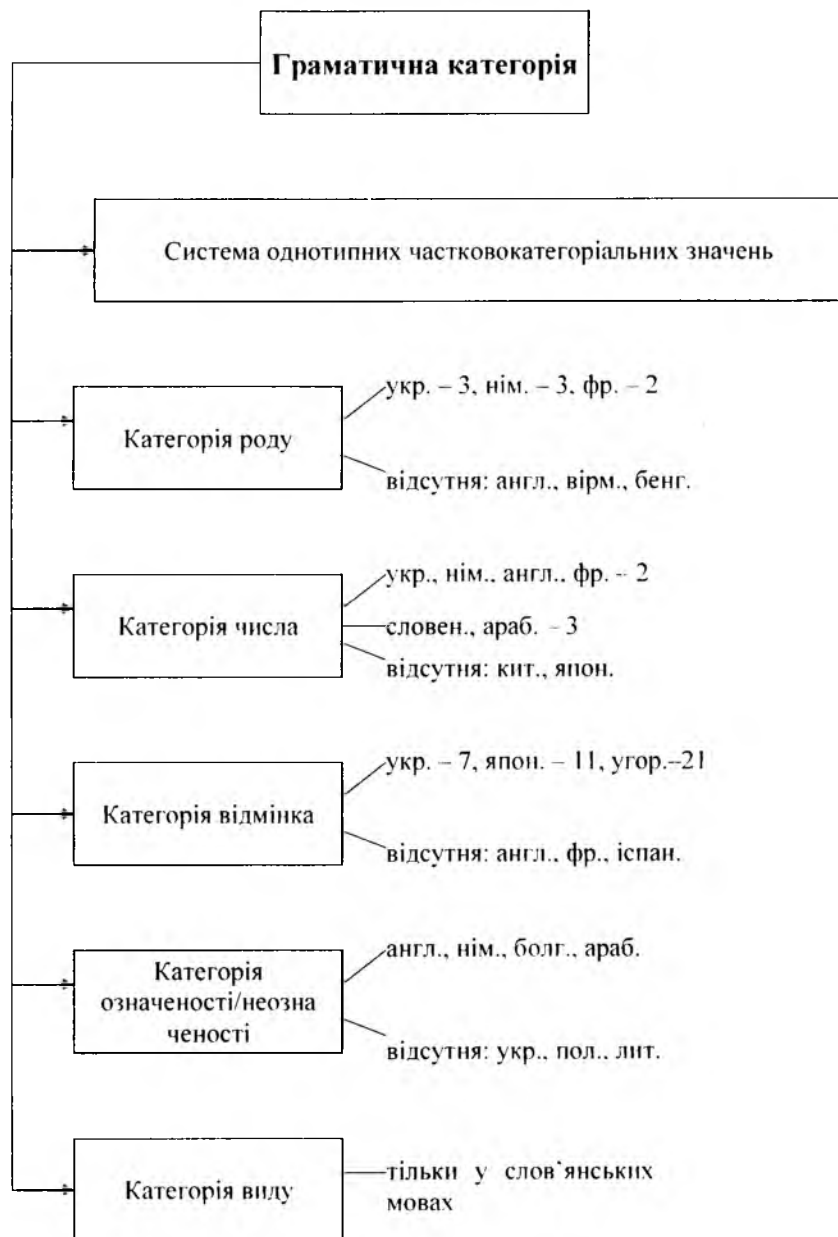 Граматична категорія
Система однотипних частковокатегоріальних значень
укр. – 3, нім. – 3, фр. – 2
Категорія роду
відсутня: англ., вірм., бенг.
укр., нім., англ., фр. – 2
Категорія числа
словен., араб. – 3
відсутня: кит., япон.
укр. – 7, япон. – 11, угор.–21
Категорія відмінка
відсутня: англ., фр., іспан.
англ., нім., болг., араб.
Категорія
означеності/неозна
ченості
відсутня: укр., пол., лит.
Категорія виду
тільки у слов`янських
мовах